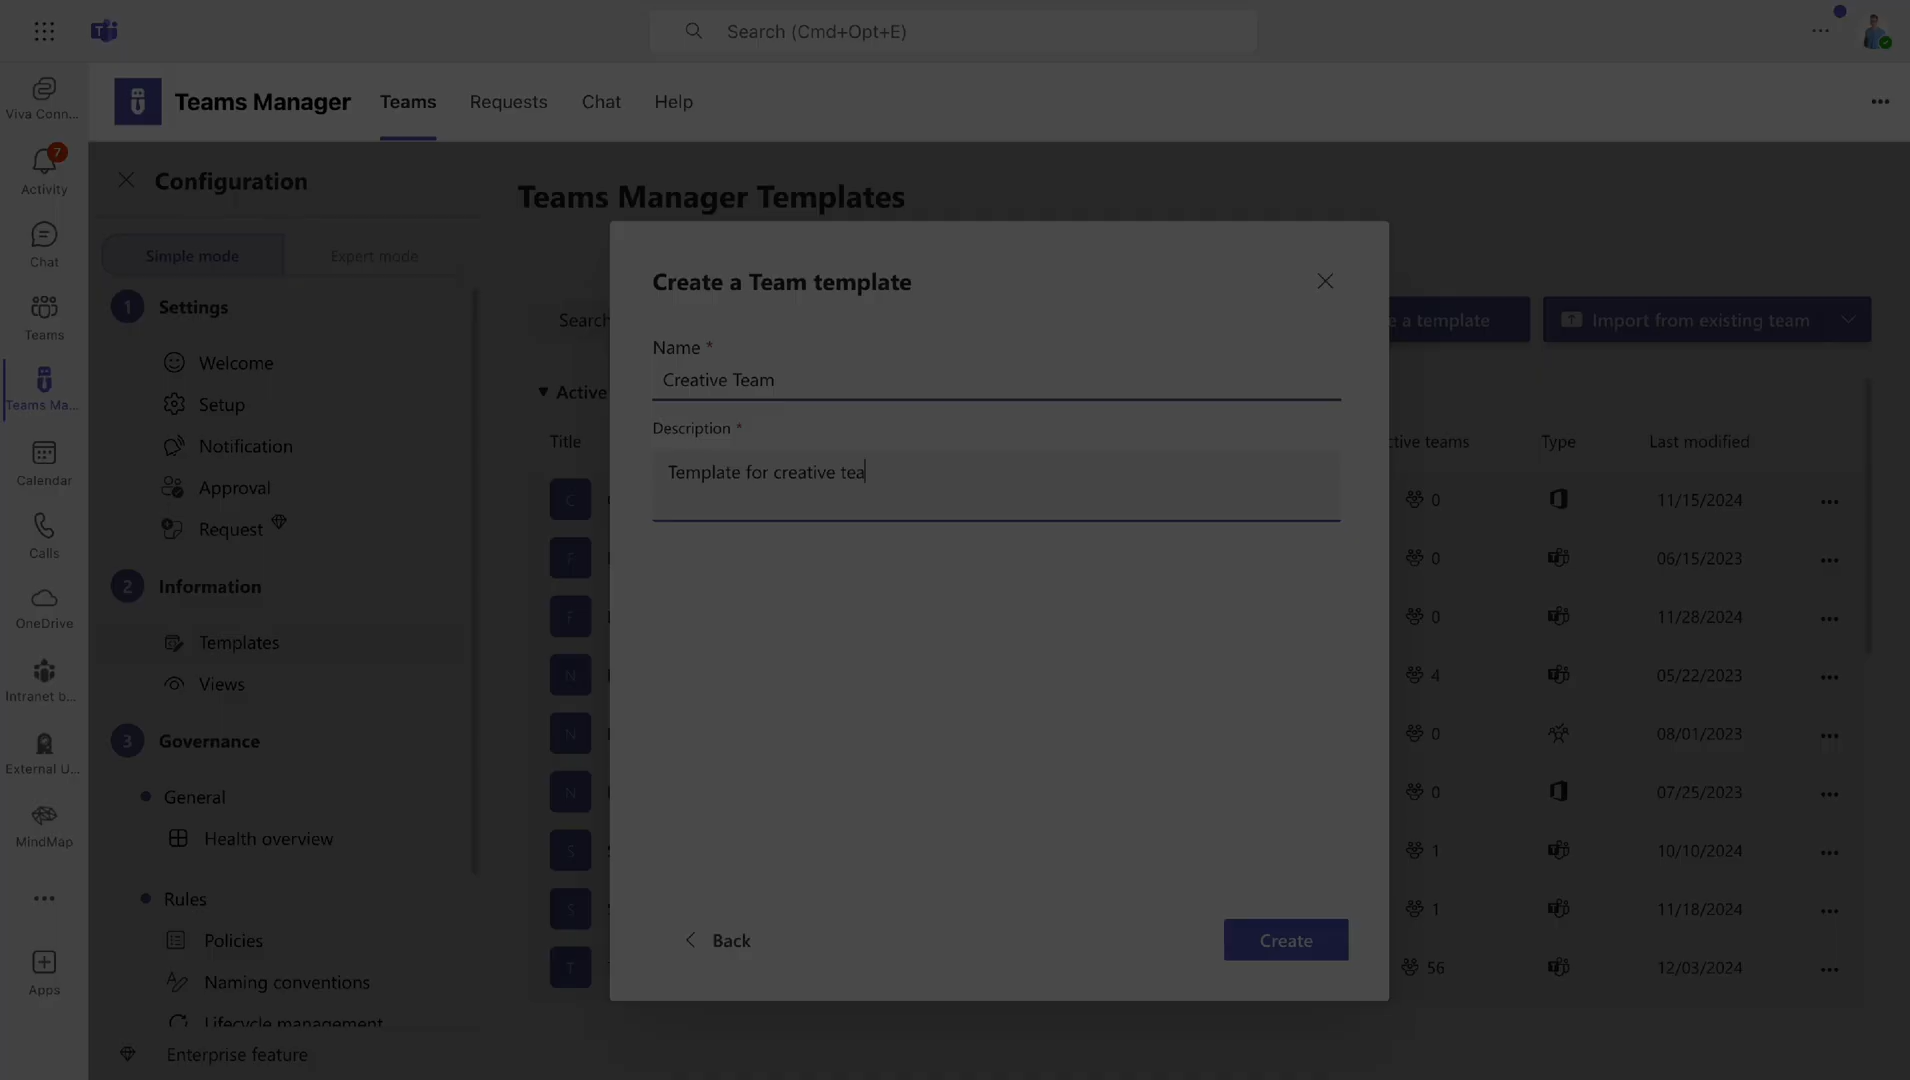 Search (Cmd+Opt+E)
Teams Manager
Teams
Requests
Chat
Help
Viva Conn...
7
Activity
Chat
Teams
Teams Ma...
Calendar
Calls
OneDrive
Intranet b...
External U...
MindMap
Apps
Configuration
Simple mode
Expert mode
1 Settings
Welcome
Setup
Notification
Approval
Request
2 Information
Templates
Views
3 Governance
General
Health overview
Rules
Policies
Naming conventions
Lifecycle management
Enterprise feature
Teams Manager Templates
Search
e a template
Import from existing team
Active
Title
ctive teams
Type
Last modified
C 0 11/15/2024
F 0 06/15/2023
F 0 11/28/2024
N 4 05/22/2023
N 0 08/01/2023
N 0 07/25/2023
S 1 10/10/2024
S 1 11/18/2024
T 56 12/03/2024
Create a Team template
Name *
Creative Team
Description *
Template for creative tea
Back
Create